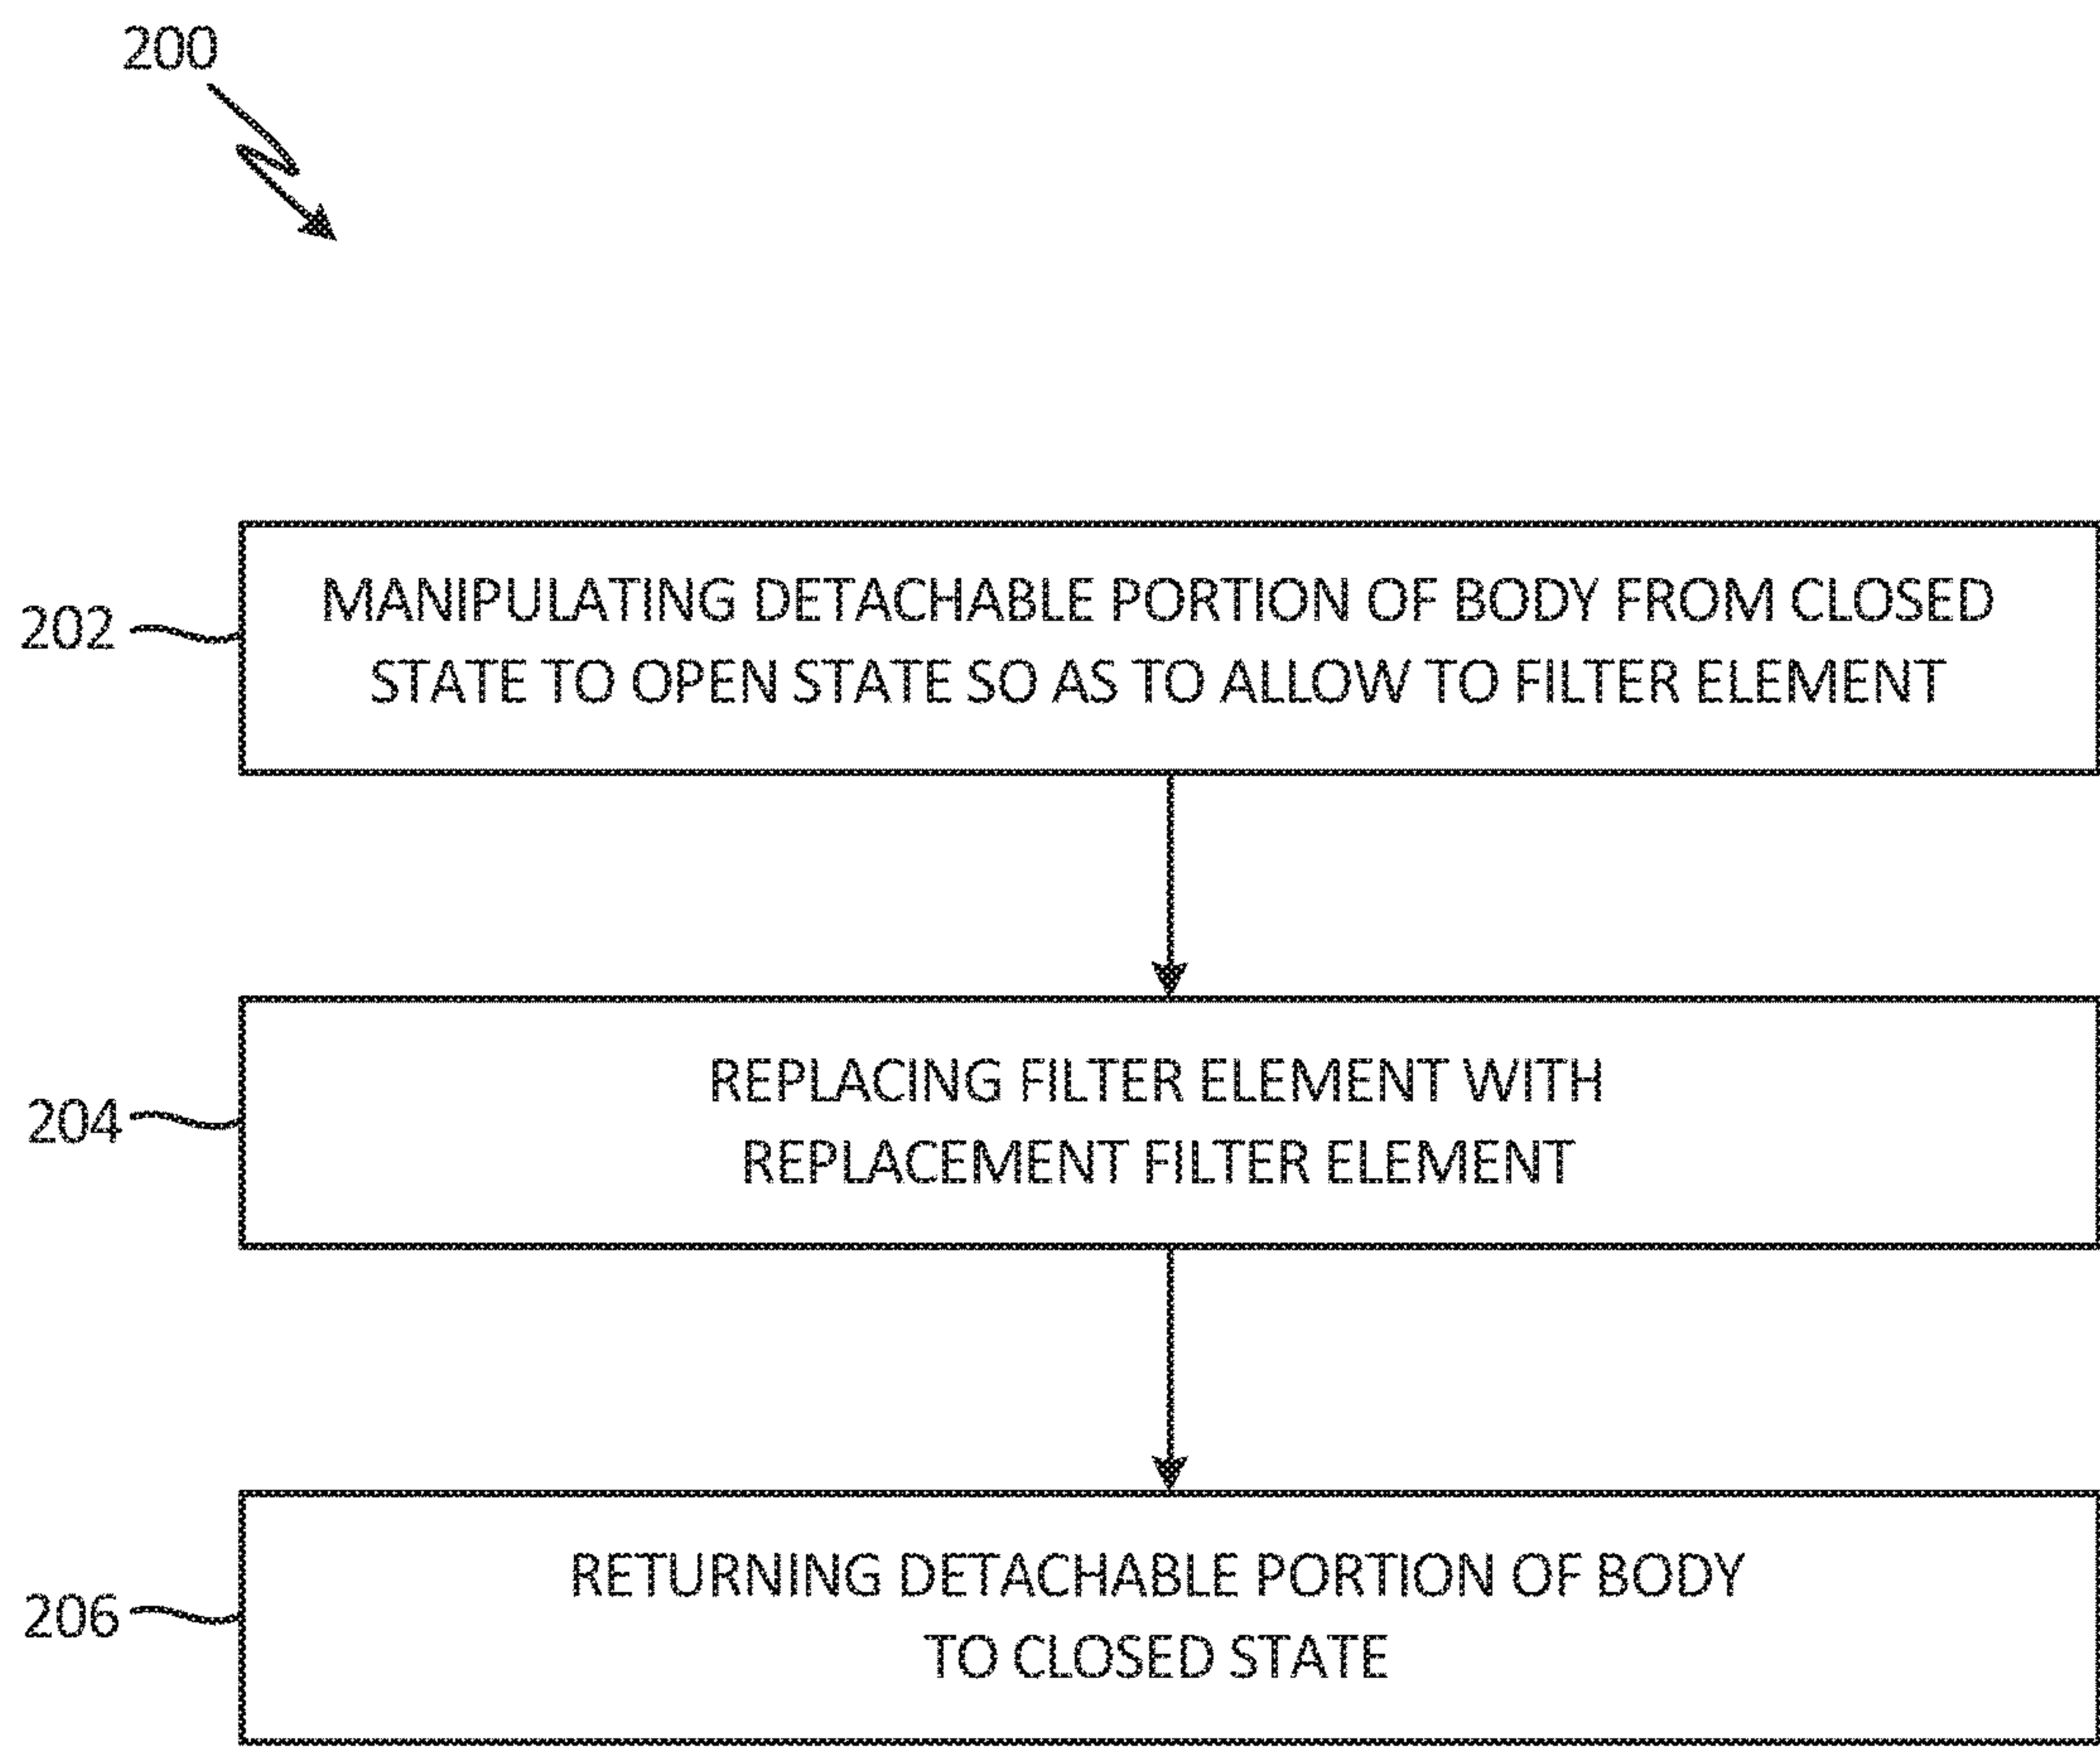 200
202
MANIPULATING DETACHABLE PORTION OF BODY FROM CLOSED
STATE TO OPEN STATE SO AS TO ALLOW TO FILTER ELEMENT
204
REPLACING FILTER ELEMENT WITH
REPLACEMENT FILTER ELEMENT
206
RETURNING DETACHABLE PORTION OF BODY
TO CLOSED STATE